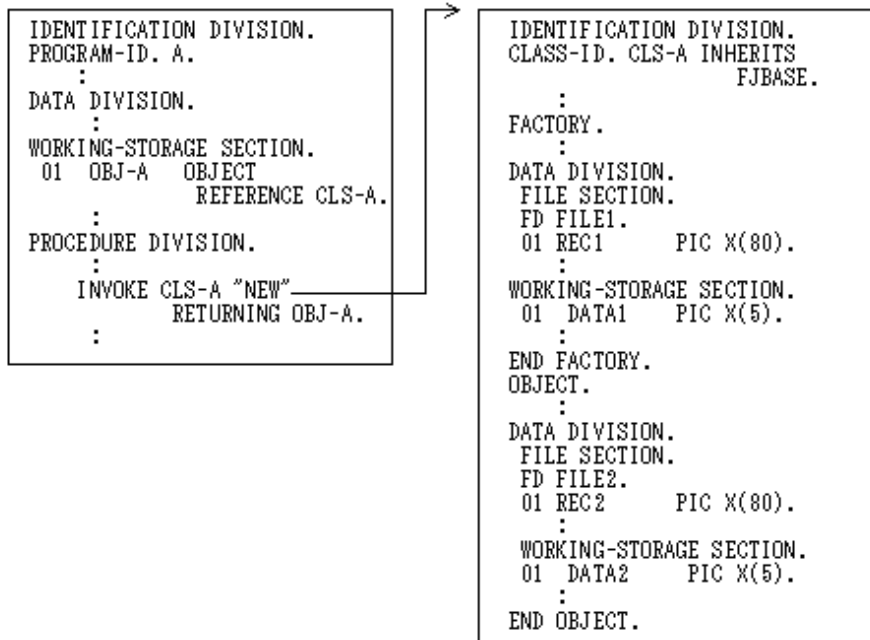 IDENTIFICATION DIVISION.
PROGRAM-ID. A.
:
DATA DIVISION.
:
WORKING-STORAGE SECTION.
01 OBJ-A OBJECT
REFERENCE CLS-A.
:
PROCEDURE DIVISION.
:
INVOKE CLS-A "NEW"
RETURNING OBJ-A.
:
IDENTIFICATION DIVISION.
CLASS-ID. CLS-A INHERITS
FJBASE.
:
FACTORY.
:
DATA DIVISION.
FILE SECTION.
FD FILE1.
01 REC1 PIC X(80).
:
WORKING-STORAGE SECTION.
01 DATA1 PIC X(5).
:
END FACTORY.
OBJECT.
:
DATA DIVISION.
FILE SECTION.
FD FILE2.
01 REC2 PIC X(80).
:
WORKING-STORAGE SECTION.
01 DATA2 PIC X(5).
:
END OBJECT.